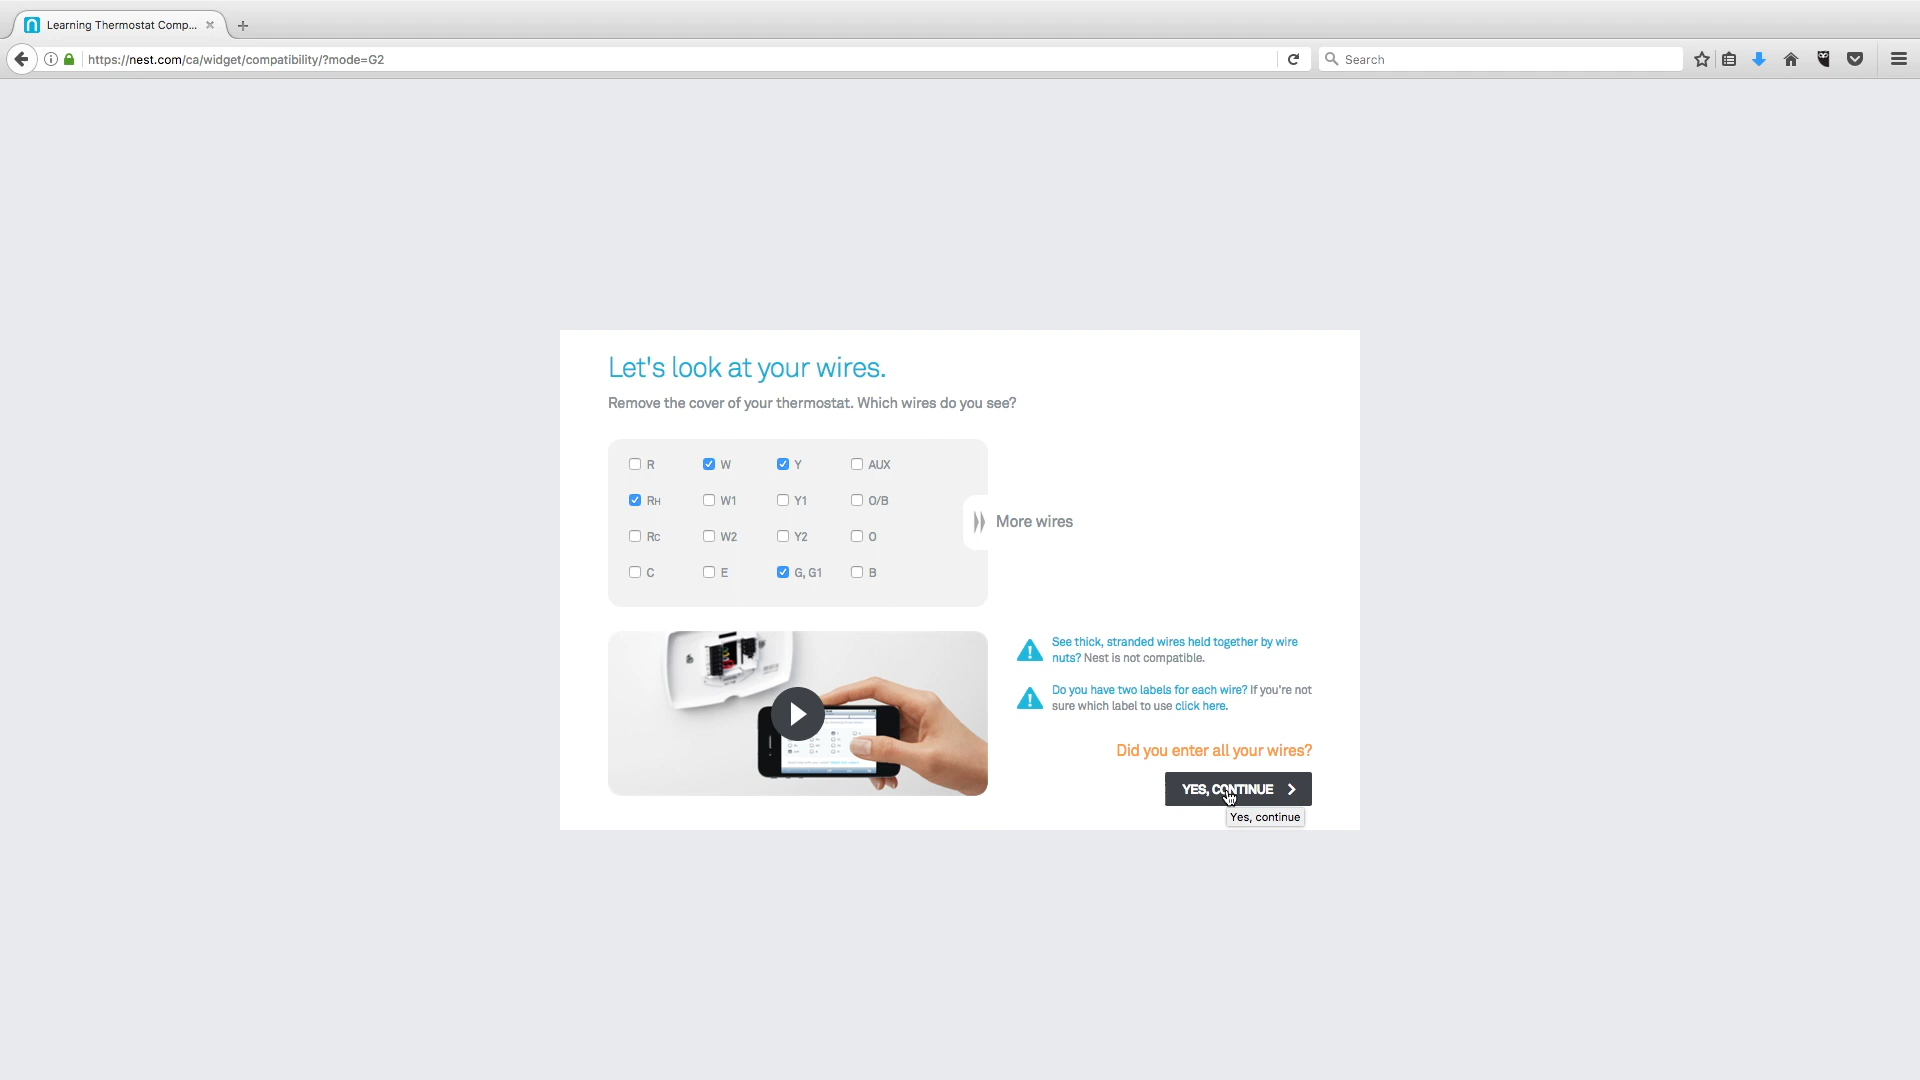 Learning Thermostat Comp...
https://nest.com/ca/widget/compatibility/?mode=G2
Search
Let's look at your wires.
Remove the cover of your thermostat. Which wires do you see?
R W Y AUX
RH W1 Y1 O/B
RC W2 Y2 O
C E G, G1 B
More wires
See thick, stranded wires held together by wire
nuts? Nest is not compatible.
Do you have two labels for each wire? If you're not
sure which label to use click here.
Did you enter all your wires?
YES, CONTINUE
Yes, continue